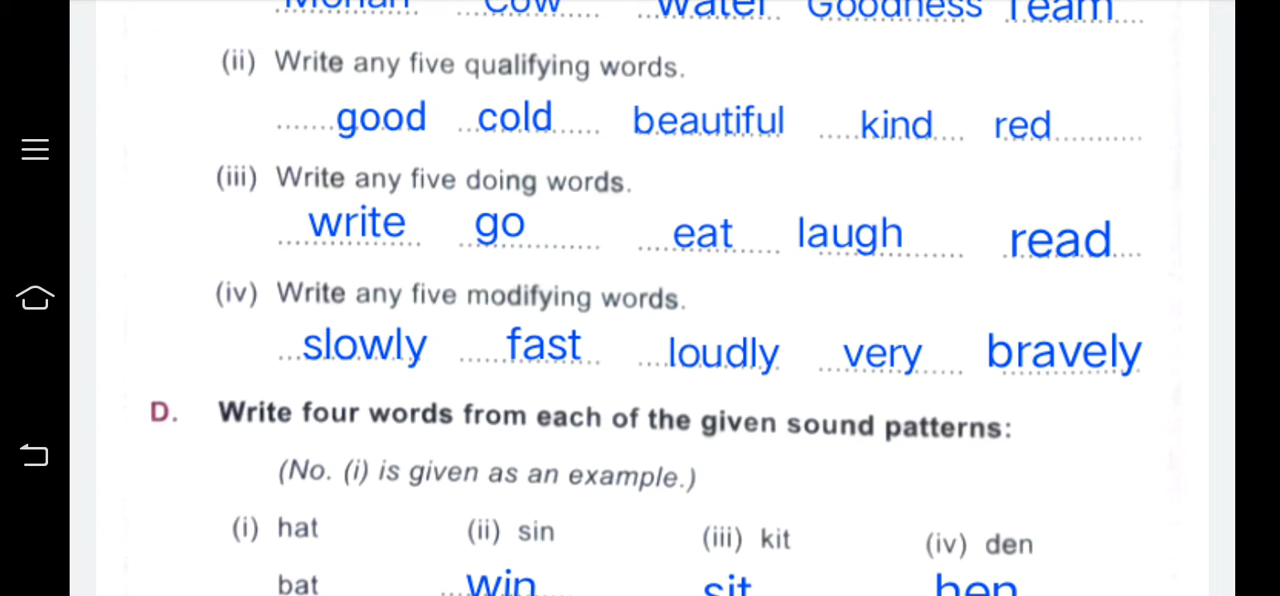 Mohan Cow Water Goodness Team
(ii) Write any five qualifying words.
good cold beautiful kind red
(iii) Write any five doing words.
write go eat laugh read
(iv) Write any five modifying words.
slowly fast loudly very bravely
D. Write four words from each of the given sound patterns:
(No. (i) is given as an example.)
(i) hat (ii) sin (iii) kit (iv) den
bat win sit hen